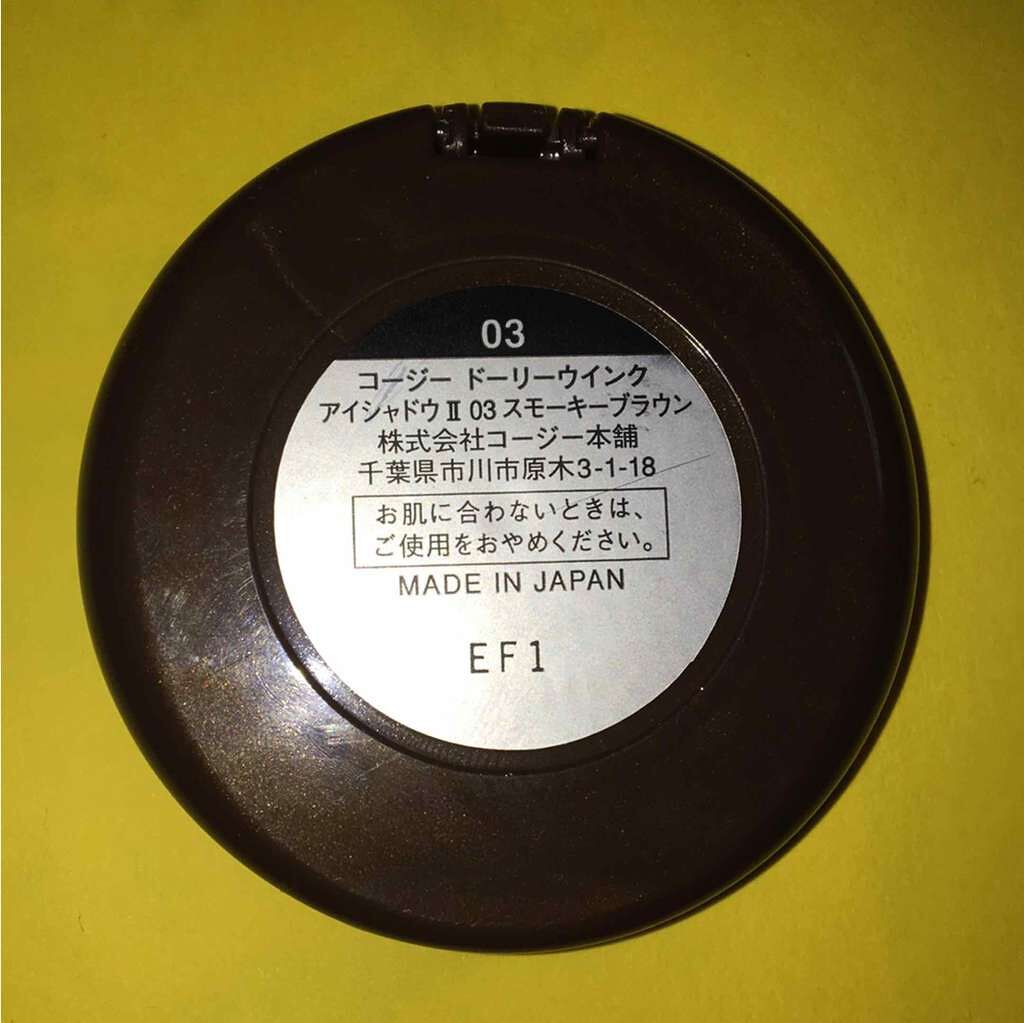 03
コージー ドーリーウインク
アイシャドウⅡ 03 スモーキーブラウン
株式会社コージー本舗
千葉県市川市原木3-1-18
お肌に合わないときは、
ご使用をおやめください。
MADE IN JAPAN
EF1